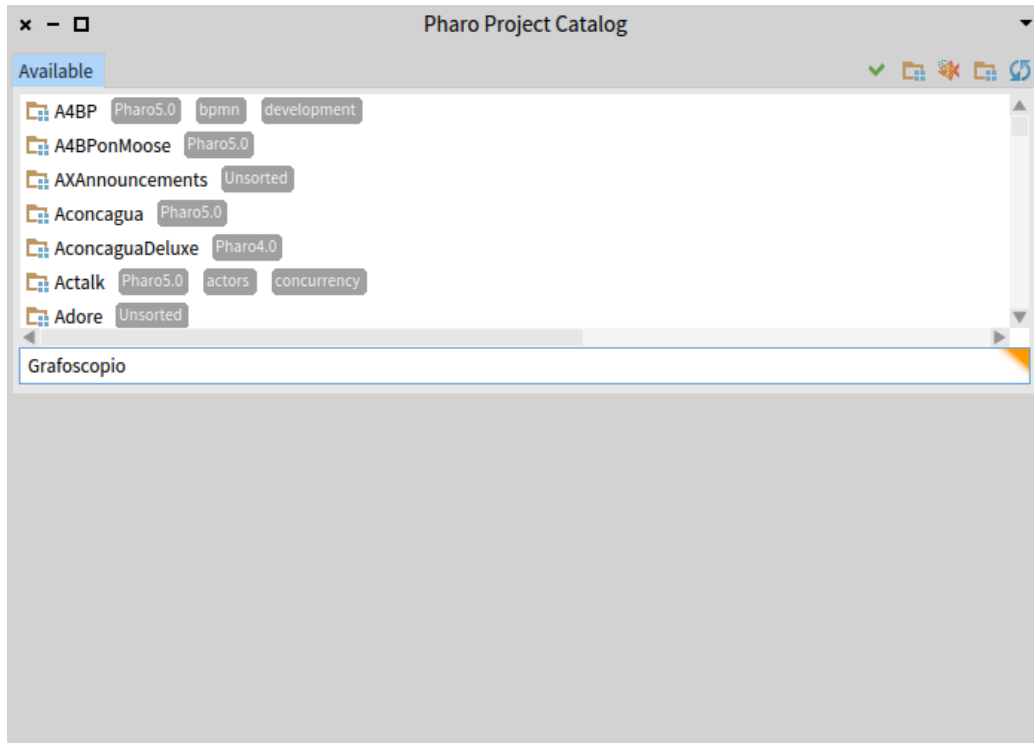 Pharo Project Catalog
Available
A4BP Pharo5.0 bpmn development
A4BPonMoose Pharo5.0
AXAnnouncements Unsorted
Aconcagua Pharo5.0
AconcaguaDeluxe Pharo4.0
Actalk Pharo5.0 actors concurrency
Adore Unsorted
Grafoscopio